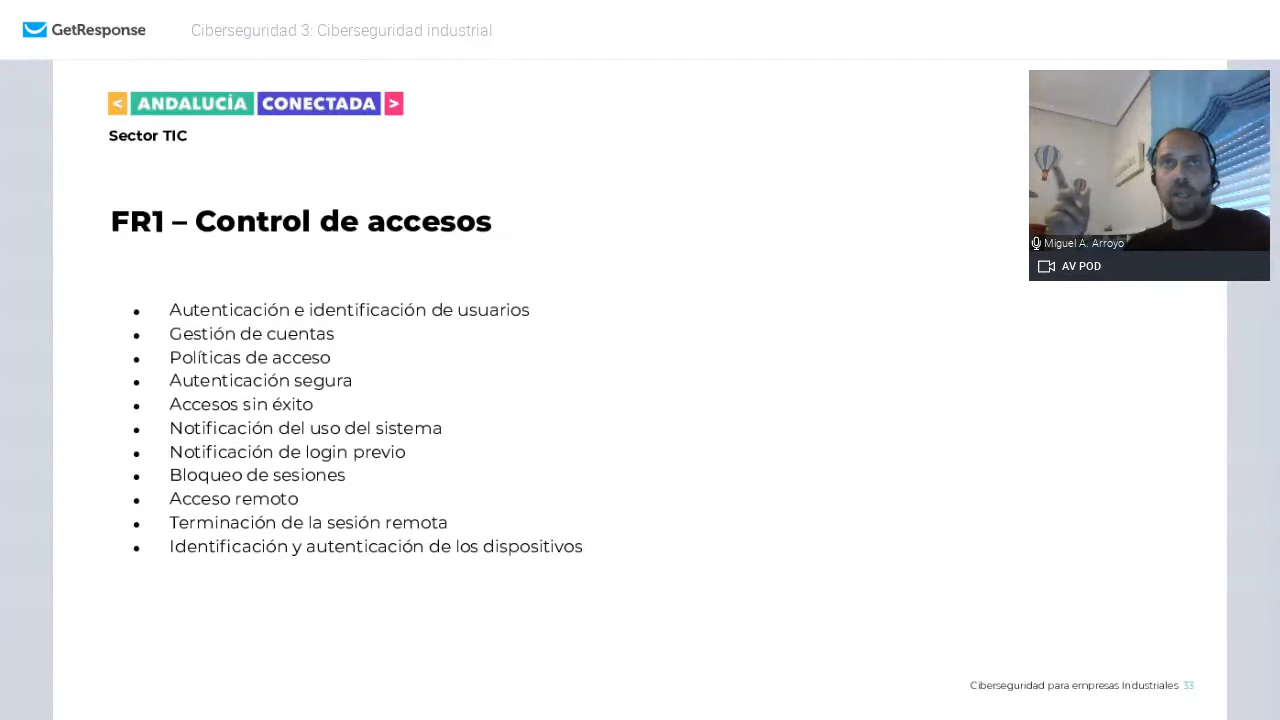 GetResponse
Ciberseguridad 3: Ciberseguridad industrial
< ANDALUCÍA CONECTADA >
Sector TIC
FR1 – Control de accesos
• Autenticación e identificación de usuarios
• Gestión de cuentas
• Políticas de acceso
• Autenticación segura
• Accesos sin éxito
• Notificación del uso del sistema
• Notificación de login previo
• Bloqueo de sesiones
• Acceso remoto
• Terminación de la sesión remota
• Identificación y autenticación de los dispositivos
Miguel A. Arroyo
AV POD
Ciberseguridad para empresas Industriales 33